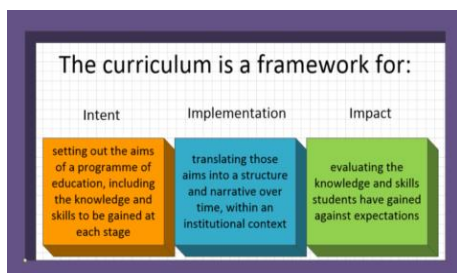 The curriculum is a framework for:
Intent
Implementation
Impact
setting out the aims
of a programme of
education, including
the knowledge and
skills to be gained at
each stage
translating those
aims into a structure
and narrative over
time, within an
institutional context
evaluating the
knowledge and skills
students have gained
against expectations